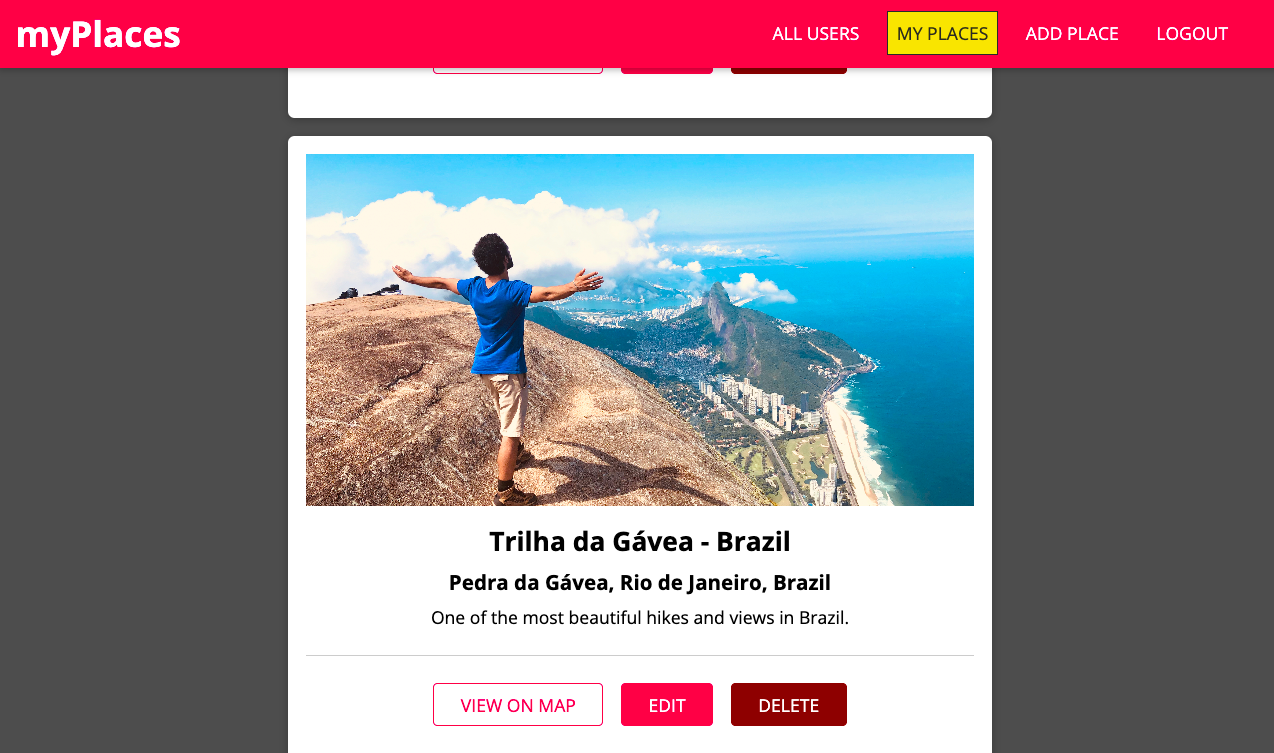 myPlaces
ALL USERS MY PLACES ADD PLACE LOGOUT
Trilha da Gávea - Brazil
Pedra da Gávea, Rio de Janeiro, Brazil
One of the most beautiful hikes and views in Brazil.
VIEW ON MAP EDIT DELETE